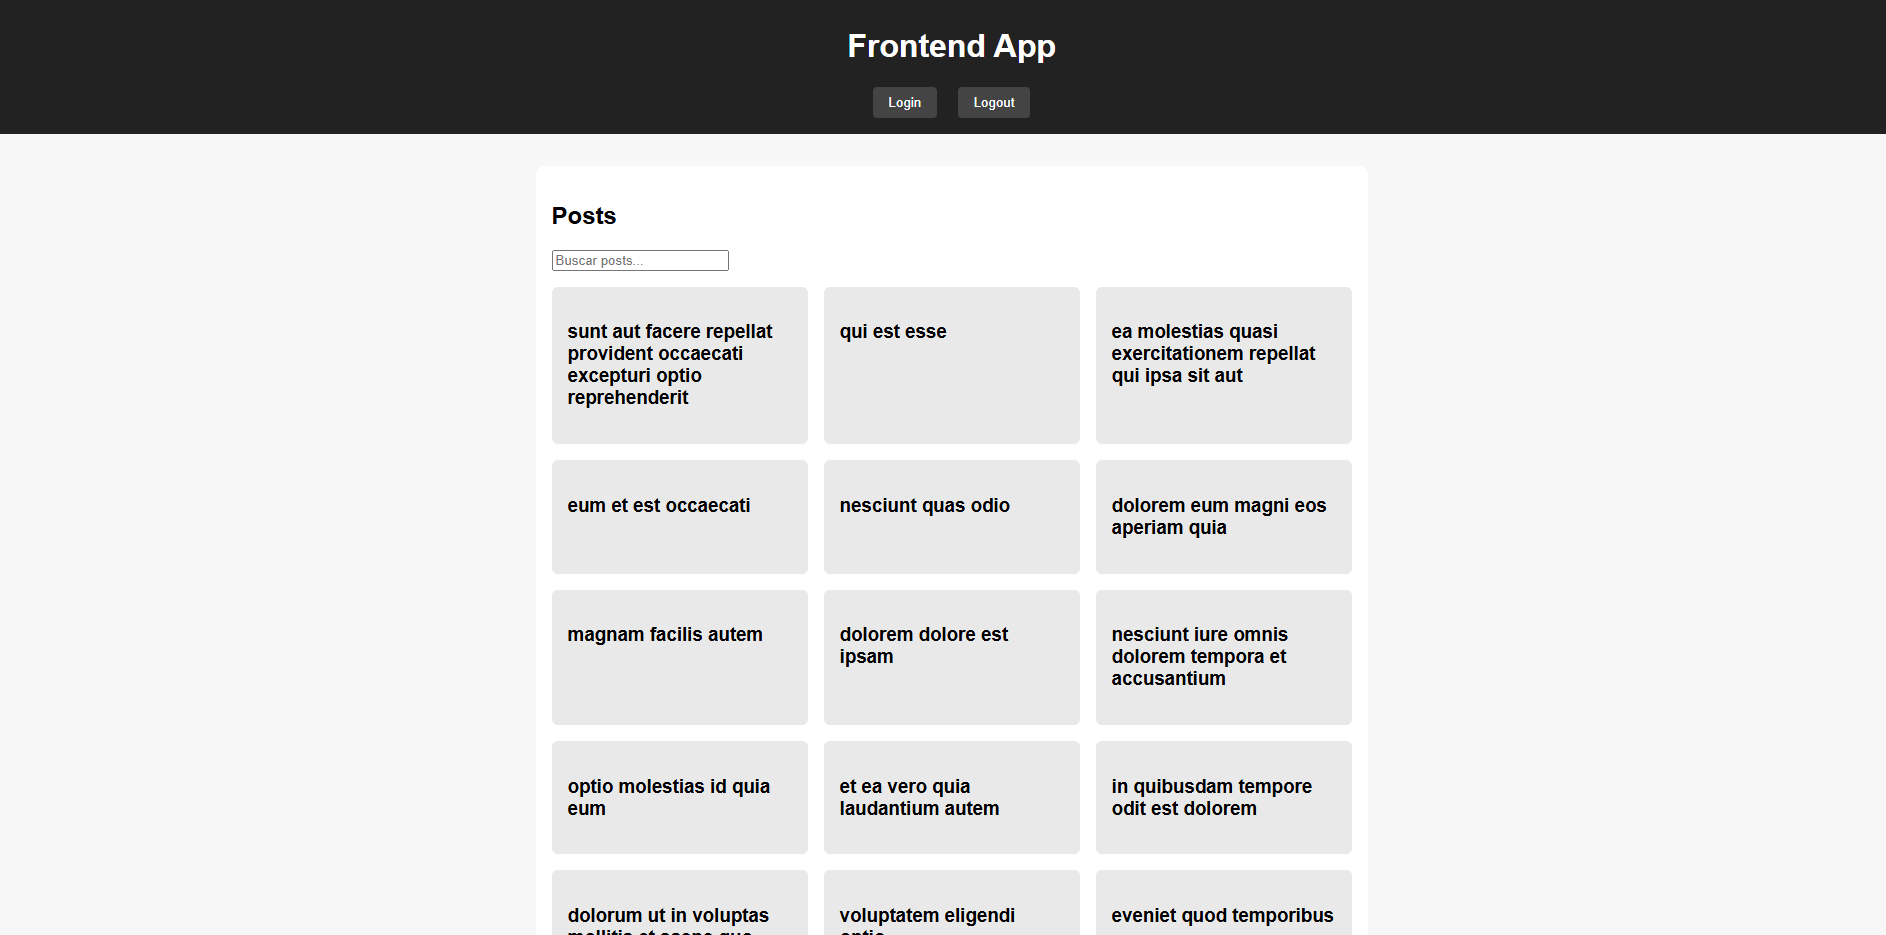 Frontend App
Login Logout
Posts
Buscar posts...
sunt aut facere repellat
provident occaecati
excepturi optio
reprehenderit
qui est esse
ea molestias quasi
exercitationem repellat
qui ipsa sit aut
eum et est occaecati
nesciunt quas odio
dolorem eum magni eos
aperiam quia
magnam facilis autem
dolorem dolore est
ipsam
nesciunt iure omnis
dolorem tempora et
accusantium
optio molestias id quia
eum
et ea vero quia
laudantium autem
in quibusdam tempore
odit est dolorem
dolorum ut in voluptas
voluptatem eligendi
eveniet quod temporibus